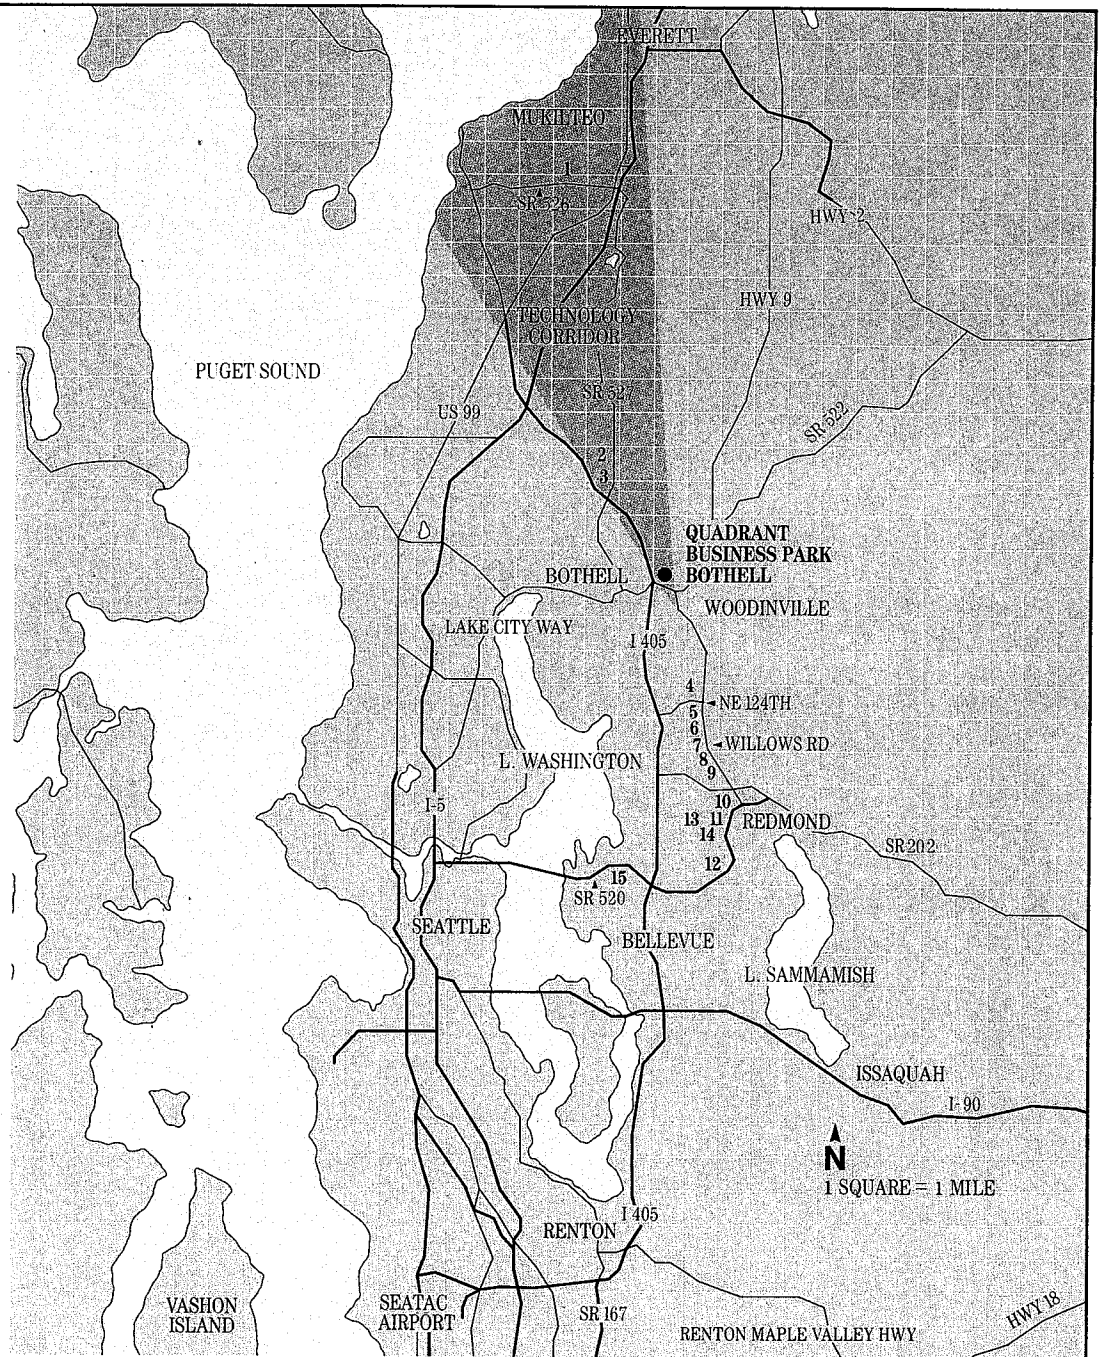 EVERETT
MUKILTEO
1
SR 526
HWY 2
HWY 9
TECHNOLOGY
CORRIDOR
PUGET SOUND
SR 527
US 99
SR 522
2
3
QUADRANT
BUSINESS PARK
BOTHELL
BOTHELL
WOODINVILLE
LAKE CITY WAY
I 405
4
NE 124TH
5
6
7
WILLOWS RD
8
9
L. WASHINGTON
I-5
10
13
11
REDMOND
14
SR 202
12
15
SR 520
SEATTLE
BELLEVUE
L. SAMMAMISH
ISSAQUAH
I-90
N
1 SQUARE = 1 MILE
I 405
RENTON
VASHON
ISLAND
SEATAC
AIRPORT
SR 167
HWY 18
RENTON MAPLE VALLEY HWY